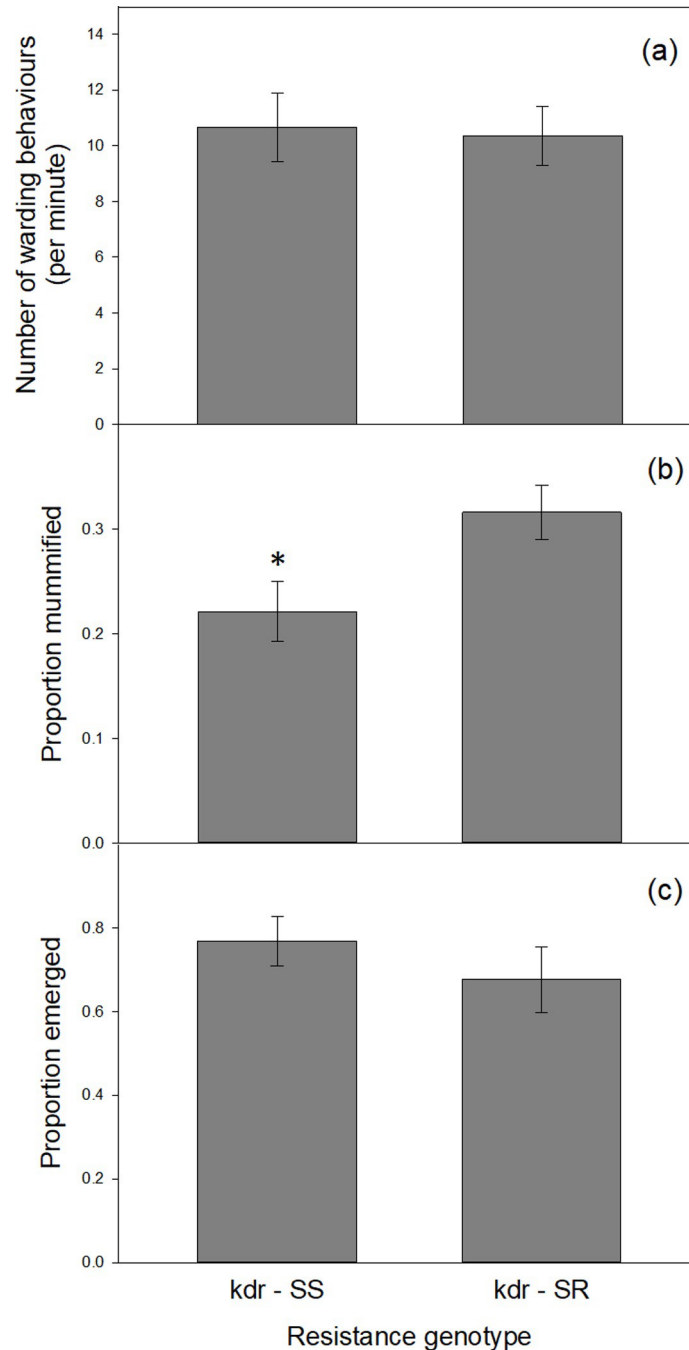 Number of warding behaviours
(per minute)
14
12
10
8
6
4
2
0
(a)
Proportion mummified
0.3
0.2
0.1
0.0
*
(b)
Proportion emerged
0.8
0.6
0.4
0.2
0.0
(c)
kdr - SS kdr - SR
Resistance genotype